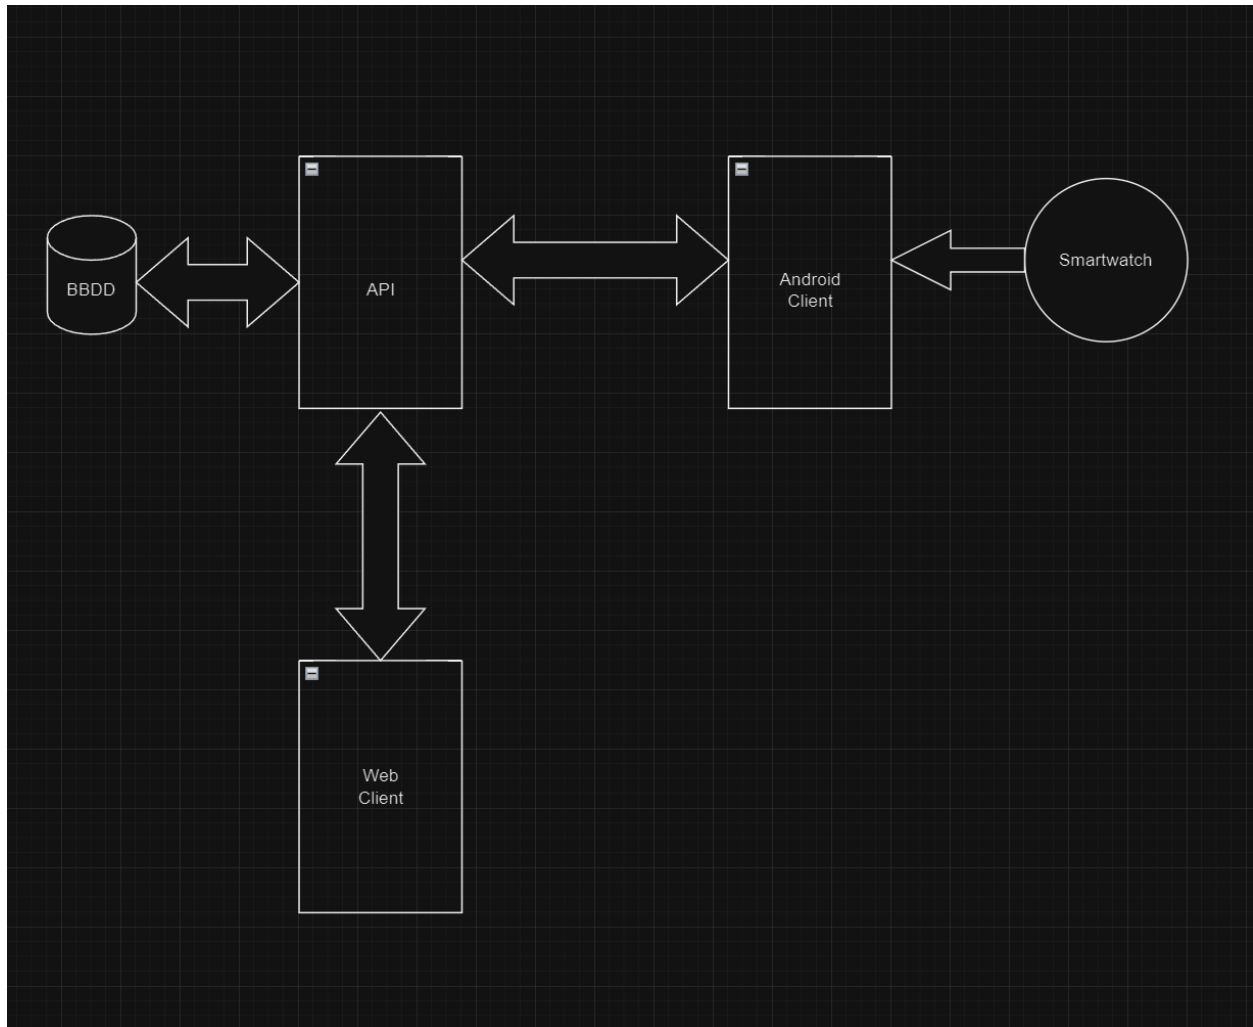 BBDD
API
Android
Client
Smartwatch
Web
Client